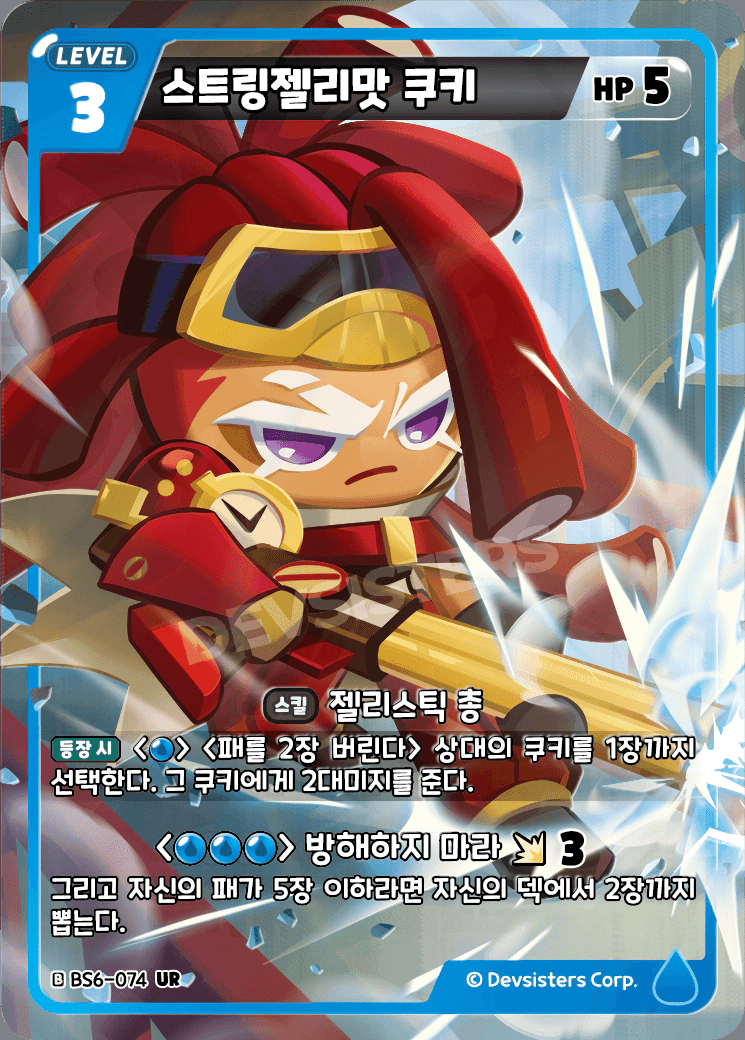 LEVEL
3
스트링젤리맛 쿠키
HP 5
DEVSISTERS
스킬 젤리스틱 총
등장 시 < > <패를 2장 버린다> 상대의 쿠키를 1장까지
선택한다. 그 쿠키에게 2대미지를 준다.
< > 방해하지 마라 3
그리고 자신의 패가 5장 이하라면 자신의 덱에서 2장까지
뽑는다.
B BS6-074 UR
© Devsisters Corp.